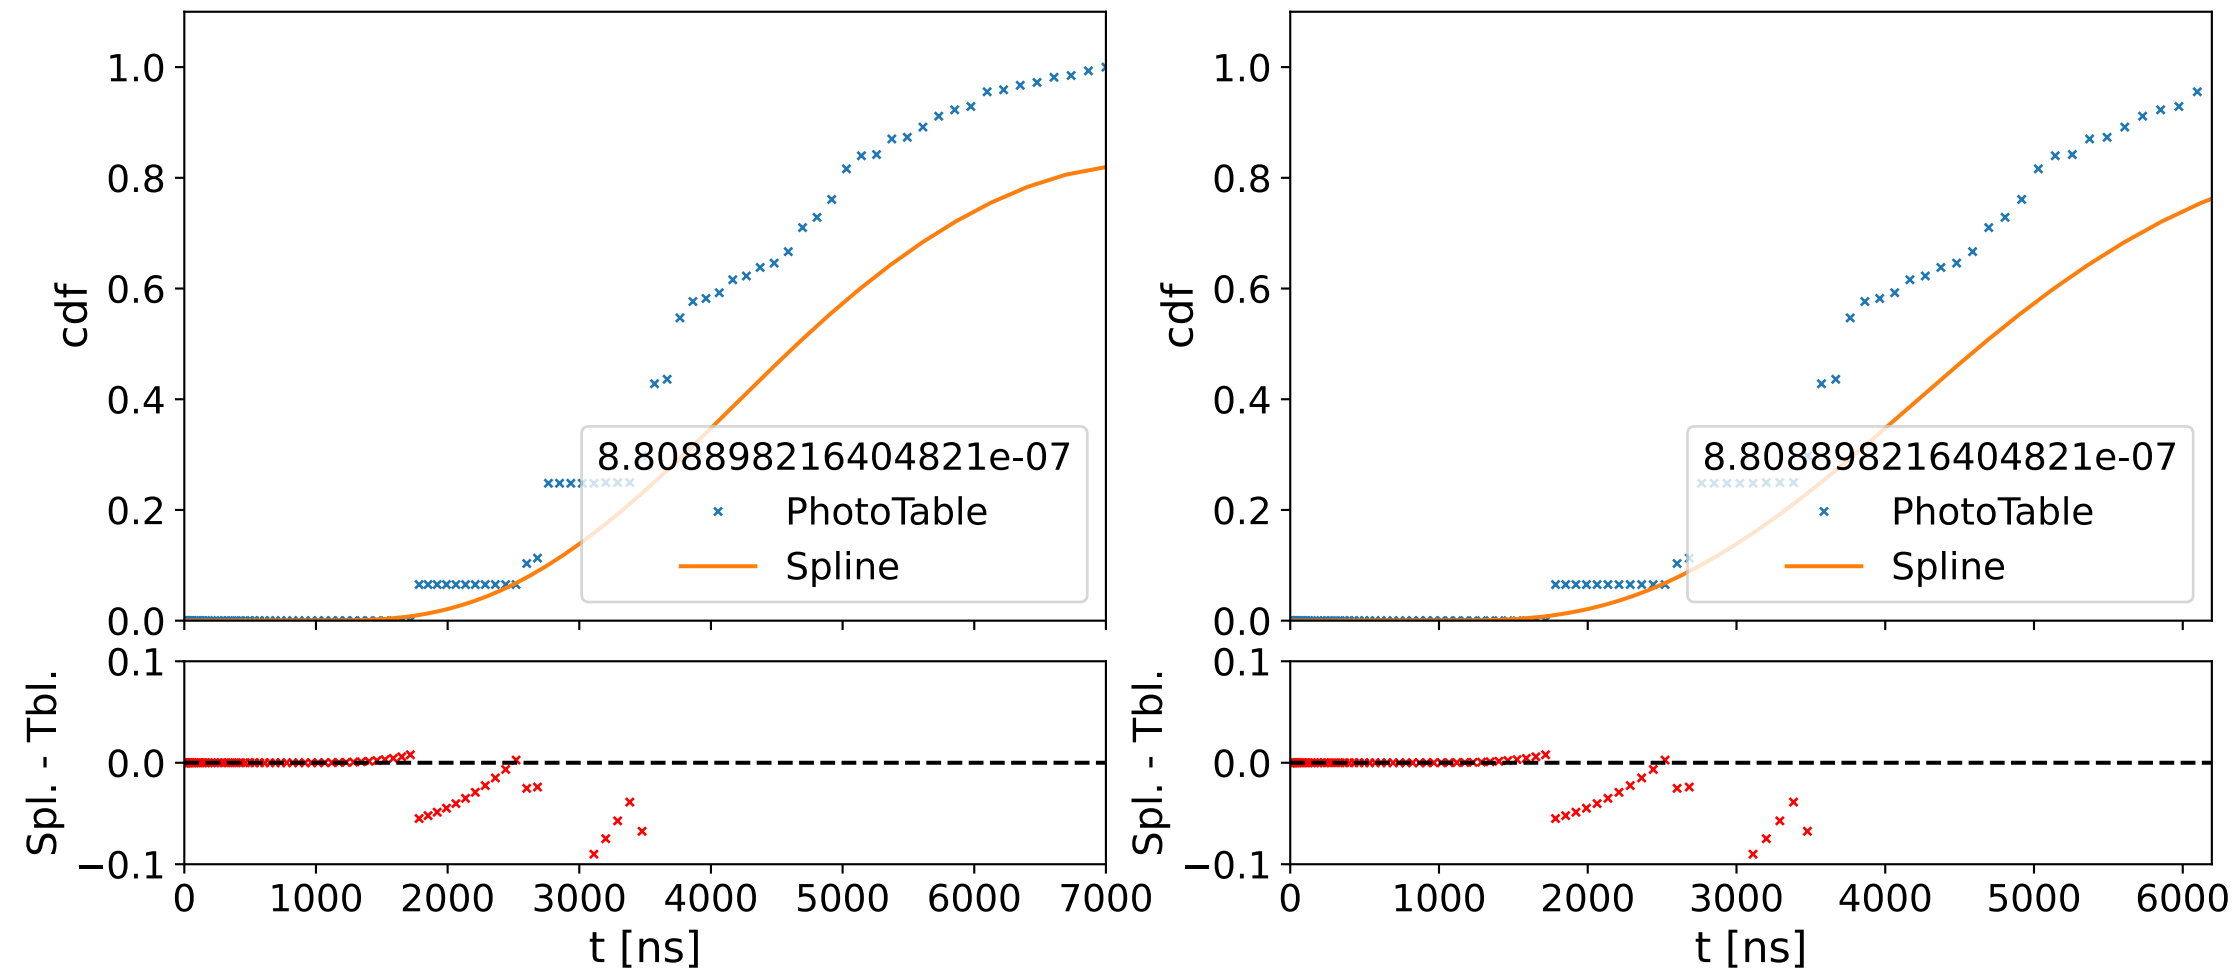 cdf
1.0
0.8
0.6
0.4
0.2
0.0
8.808898216404821e-07
PhotoTable
Spline
Spl. - Tbl.
0.1
0.0
−0.1
0 1000 2000 3000 4000 5000 6000 7000
t [ns]
cdf
1.0
0.8
0.6
0.4
0.2
0.0
8.808898216404821e-07
PhotoTable
Spline
Spl. - Tbl.
0.1
0.0
−0.1
0 1000 2000 3000 4000 5000 6000
t [ns]